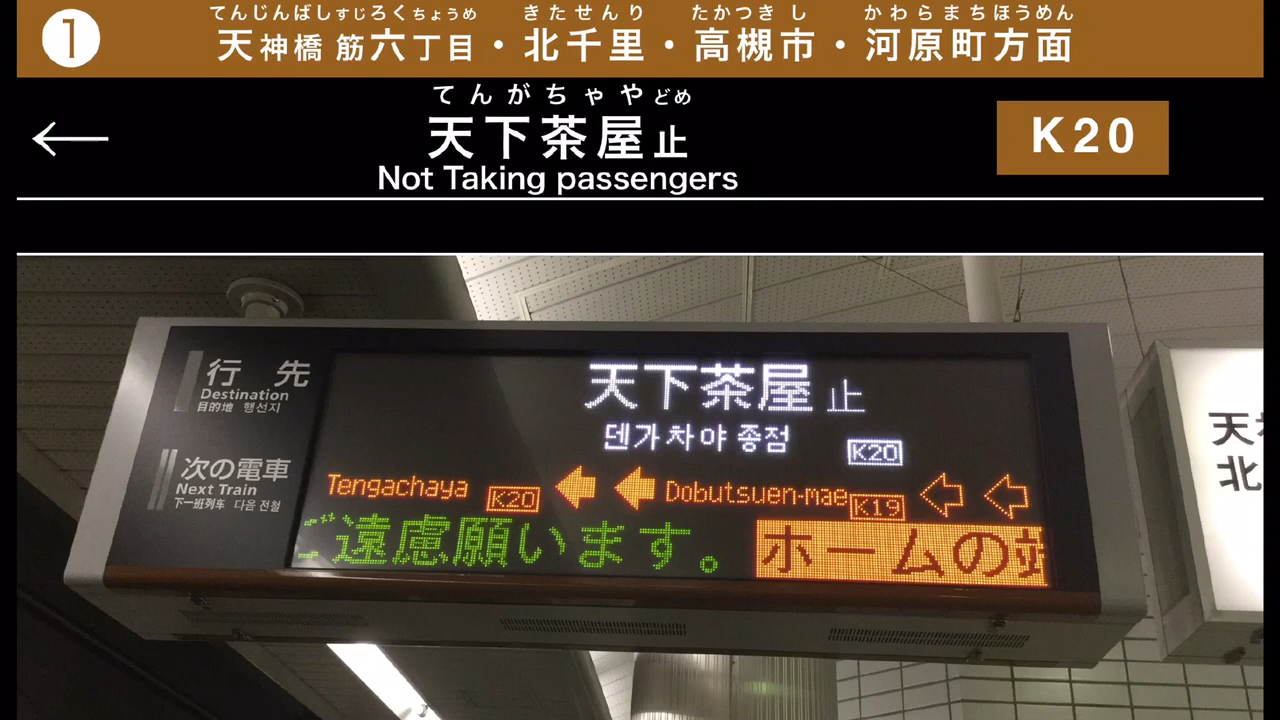 てんじんばしすじろくちょうめ きたせんり たかつきし かわらまちほうめん
① 天神橋筋六丁目・北千里・高槻市・河原町方面
てんがちゃやどめ
← 天下茶屋止 K20
Not Taking passengers
行先
Destination
目的地 행선지
天下茶屋 止
덴가차야 종점 K20
次の電車
Next Train
下一班列车 다음 전철
Tengachaya K20 ← ← Dobutsuen-mae K19 ← ←
ご遠慮願います。 ホームの
天
北